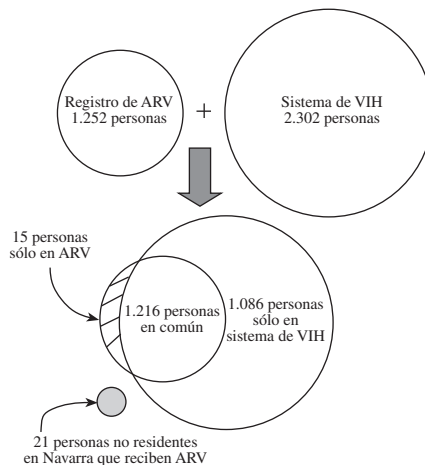 Registro de ARV
1.252 personas
+
Sistema de VIH
2.302 personas
15 personas
sólo en ARV
1.216 personas
en común
1.086 personas
sólo en
sistema de VIH
21 personas no residentes
en Navarra que reciben ARV